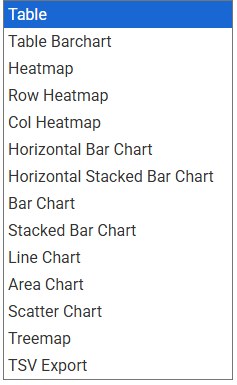 Table
Table Barchart
Heatmap
Row Heatmap
Col Heatmap
Horizontal Bar Chart
Horizontal Stacked Bar Chart
Bar Chart
Stacked Bar Chart
Line Chart
Area Chart
Scatter Chart
Treemap
TSV Export